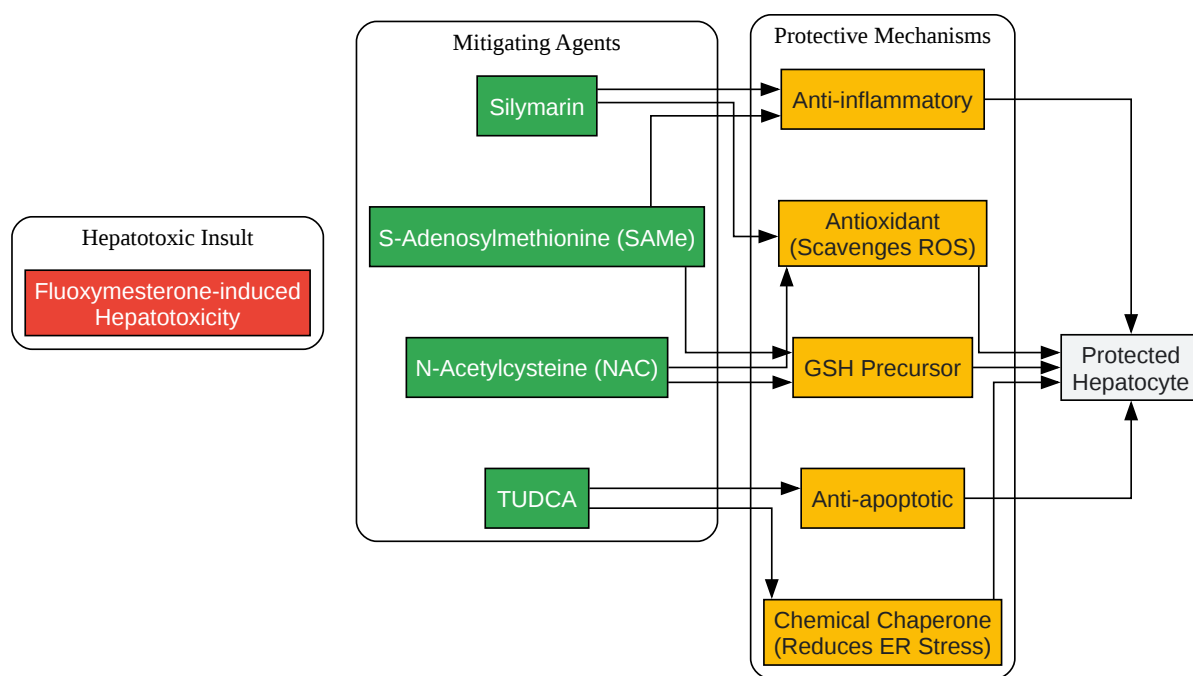 Hepatotoxic Insult
Fluoxymesterone-induced
Hepatotoxicity
Mitigating Agents
Silymarin
S-Adenosylmethionine (SAMe)
N-Acetylcysteine (NAC)
TUDCA
Protective Mechanisms
Anti-inflammatory
Antioxidant
(Scavenges ROS)
GSH Precursor
Anti-apoptotic
Chemical Chaperone
(Reduces ER Stress)
Protected
Hepatocyte